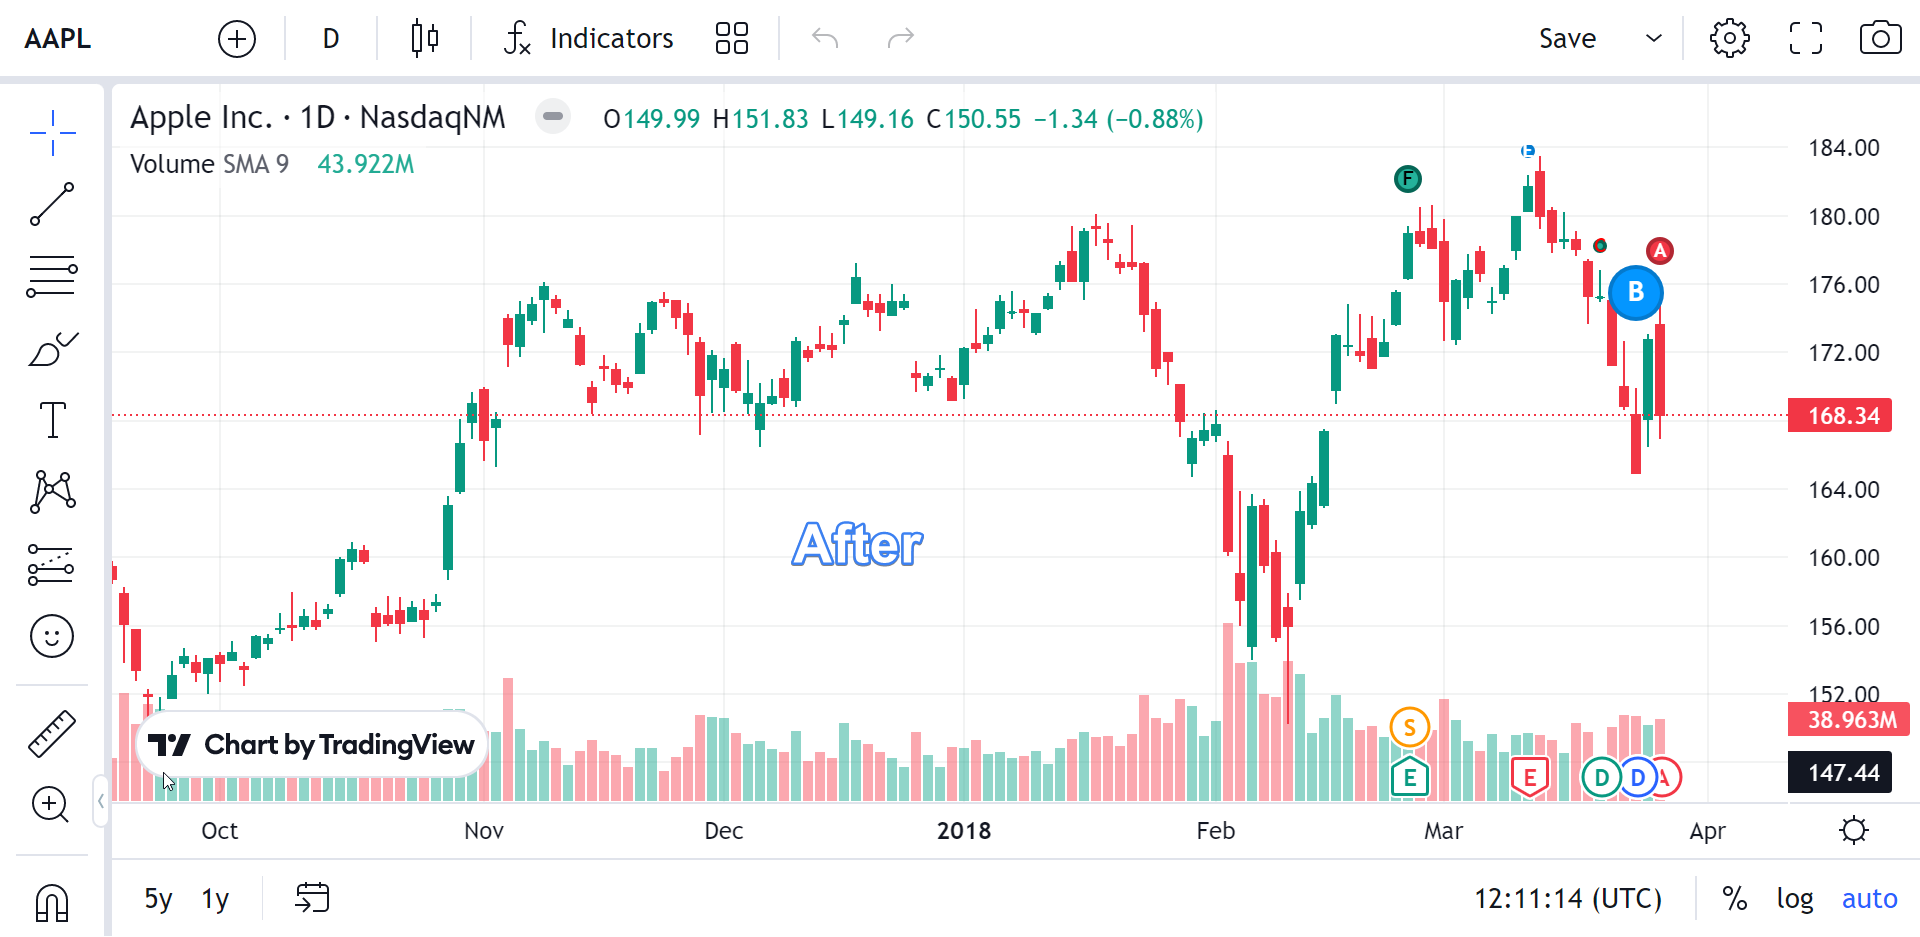 AAPL D Indicators Save
Apple Inc. · 1D · NasdaqNM O149.99 H151.83 L149.16 C150.55 −1.34 (−0.88%)
Volume SMA 9 43.922M
184.00
E
F
180.00
A
176.00
B
172.00
168.34
164.00
After
160.00
156.00
152.00
S
38.963M
Chart by TradingView
E E D D A
147.44
Oct Nov Dec 2018 Feb Mar Apr
5y 1y 12:11:14 (UTC) % log auto